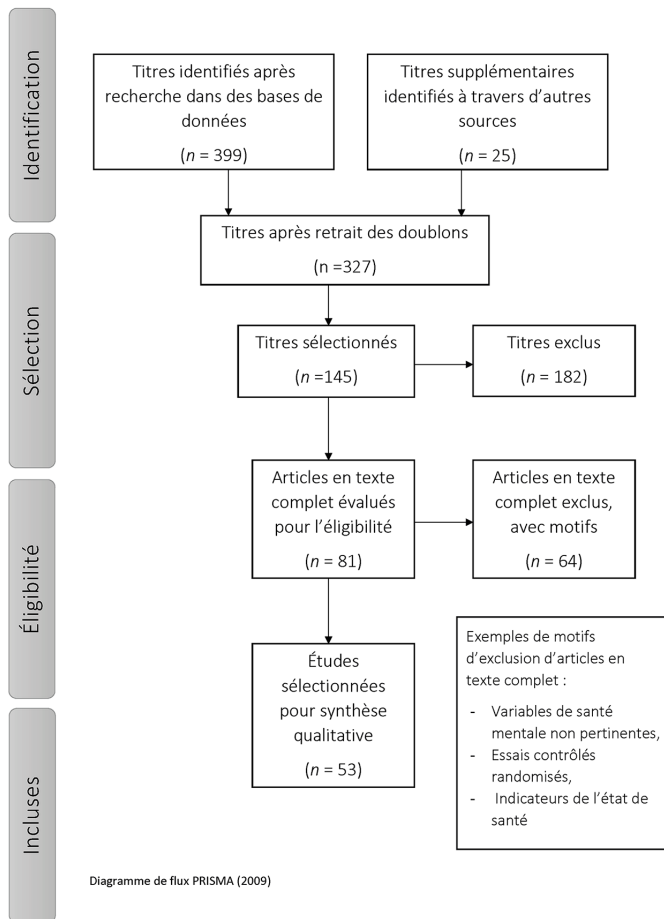 Identification
Titres identifiés après
recherche dans des bases de
données
(n = 399)
Titres supplémentaires
identifiés à travers d’autres
sources
(n = 25)
Titres après retrait des doublons
(n =327)
Sélection
Titres sélectionnés
(n =145)
Titres exclus
(n = 182)
Éligibilité
Articles en texte
complet évalués
pour l’éligibilité
(n = 81)
Articles en texte
complet exclus,
avec motifs
(n = 64)
Études
sélectionnées
pour synthèse
qualitative
(n = 53)
Exemples de motifs
d’exclusion d’articles en
texte complet :
- Variables de santé
mentale non pertinentes,
- Essais contrôlés
randomisés,
- Indicateurs de l’état de
santé
Incluses
Diagramme de flux PRISMA (2009)